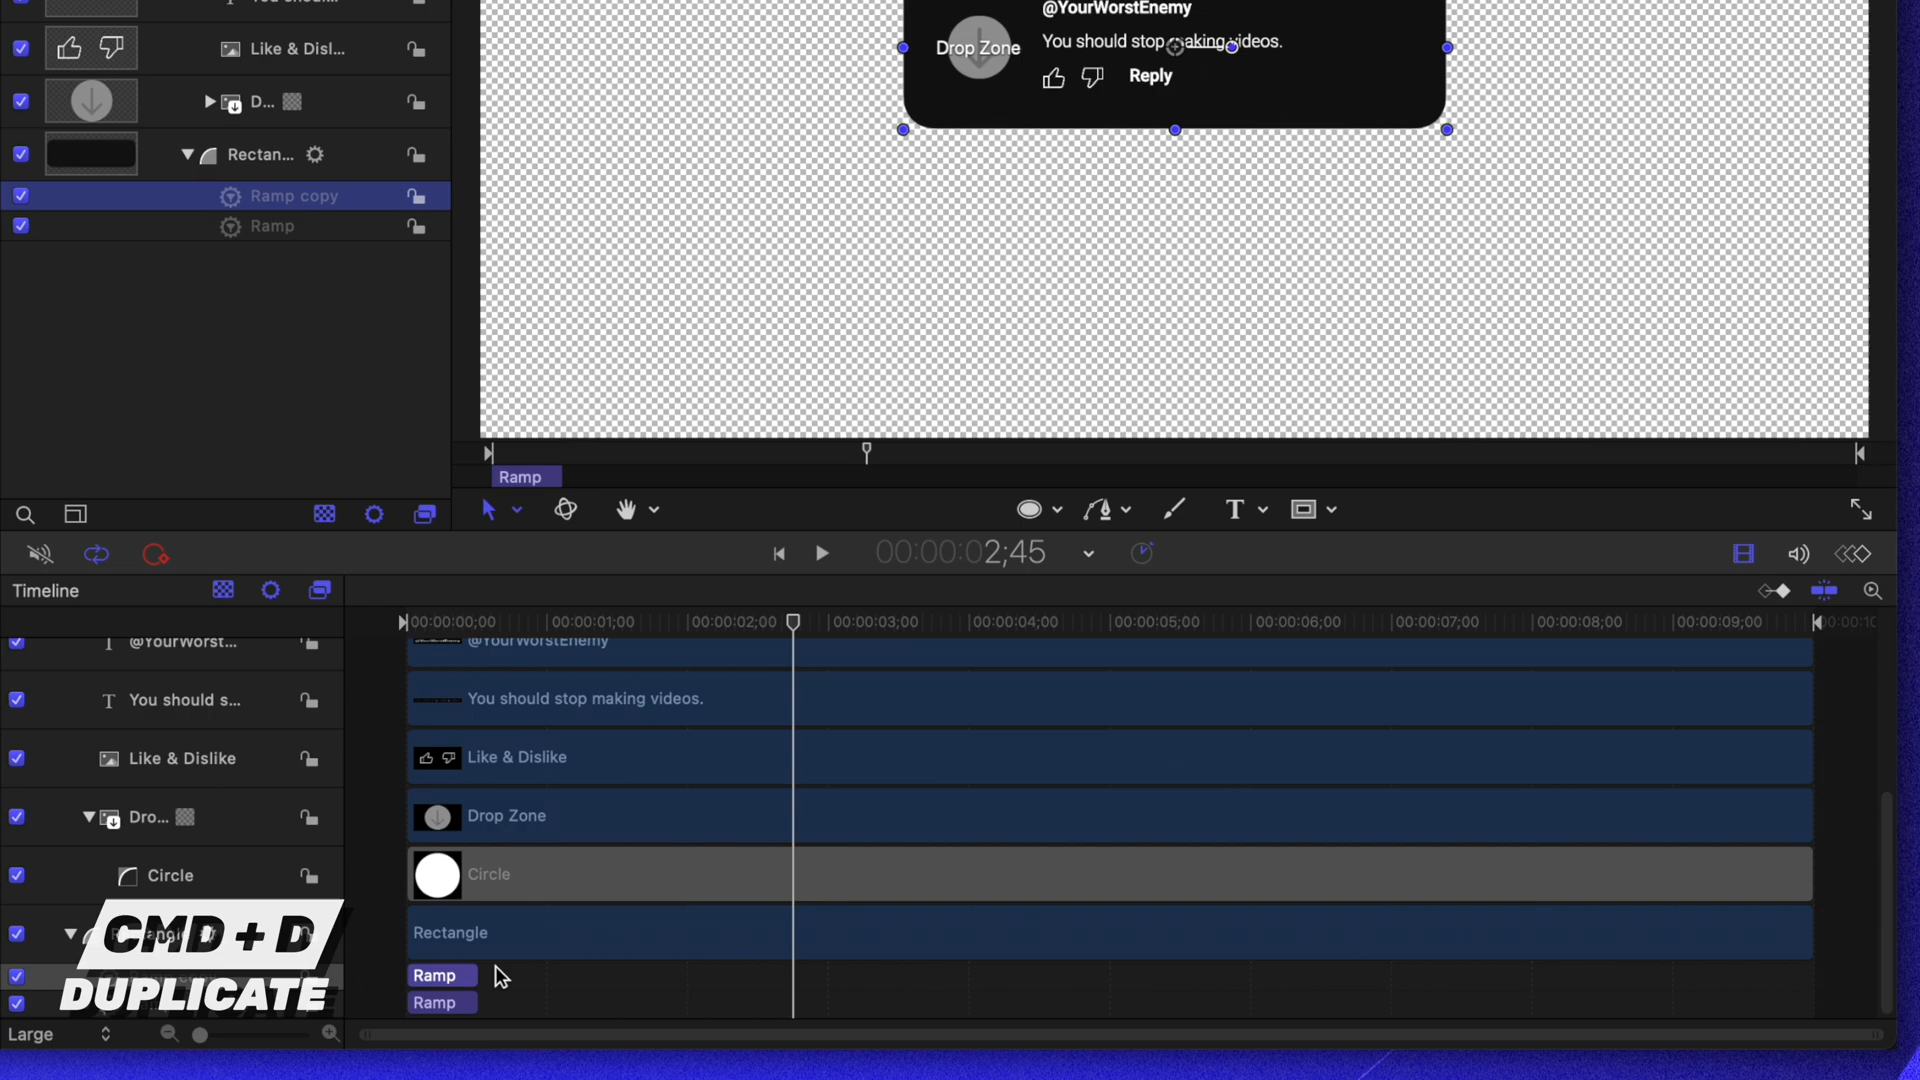 Like & Disl...
D...
Rectan...
Ramp copy
Ramp
@YourWorstEnemy
Drop Zone
You should stop making videos.
Reply
Ramp
T
00:00:02;45
Timeline
00:00:00;00
00:00:01;00
00:00:02;00
00:00:03;00
00:00:04;00
00:00:05;00
00:00:06;00
00:00:07;00
00:00:08;00
00:00:09;00
T @YourWorst...
@YourWorstEnemy
T You should s...
You should stop making videos.
Like & Dislike
Like & Dislike
Dro...
Drop Zone
Circle
Circle
Rectangle
Ramp
Ramp
CMD + D
DUPLICATE
Large